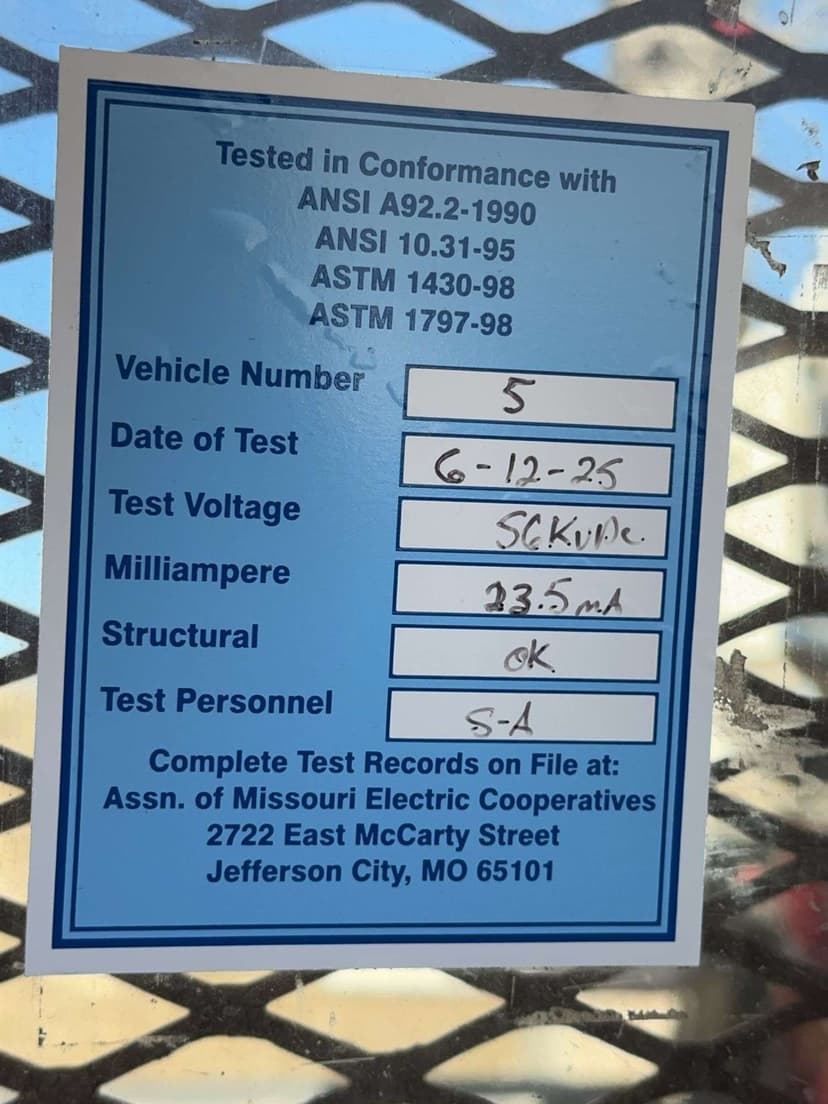 Tested in Conformance with
ANSI A92.2-1990
ANSI 10.31-95
ASTM 1430-98
ASTM 1797-98
Vehicle Number 5
Date of Test 6-12-25
Test Voltage 56KVDc.
Milliampere 23.5 mA
Structural OK
Test Personnel S-A
Complete Test Records on File at:
Assn. of Missouri Electric Cooperatives
2722 East McCarty Street
Jefferson City, MO 65101